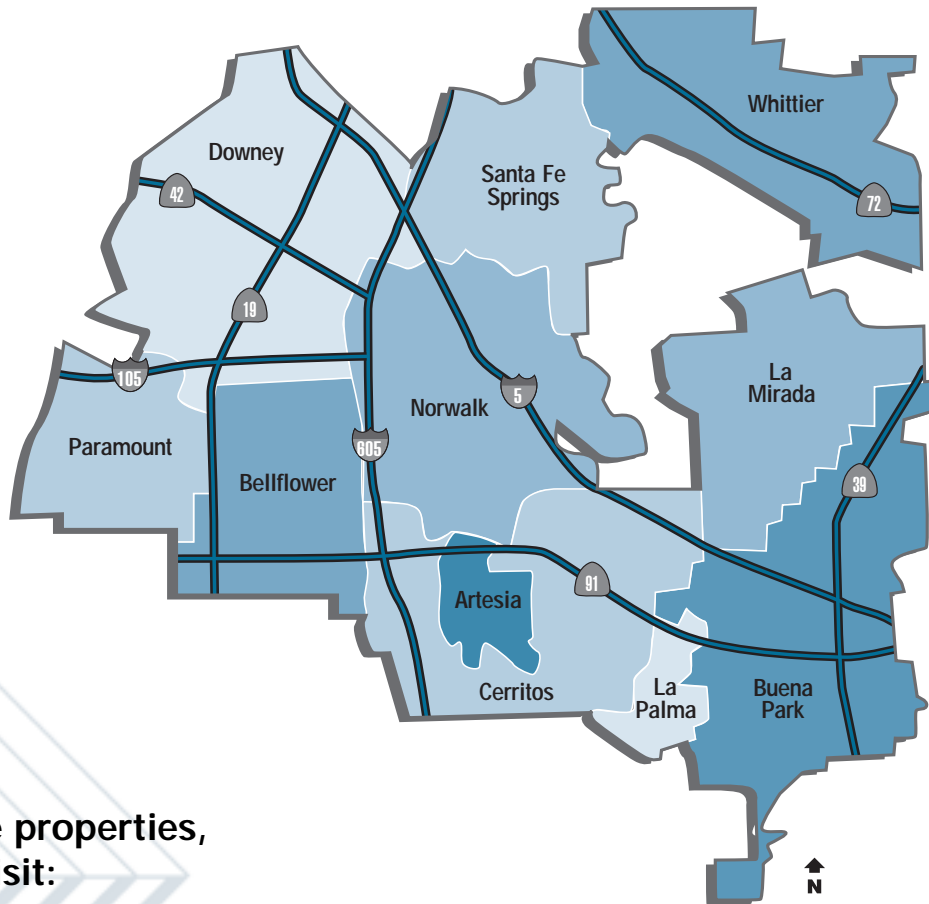 Whittier
Downey
Santa Fe
Springs
42
72
19
La
Mirada
105
5
Norwalk
Paramount
605
Bellflower
39
91
Artesia
Cerritos
La
Palma
Buena
Park
properties,
sit:
N